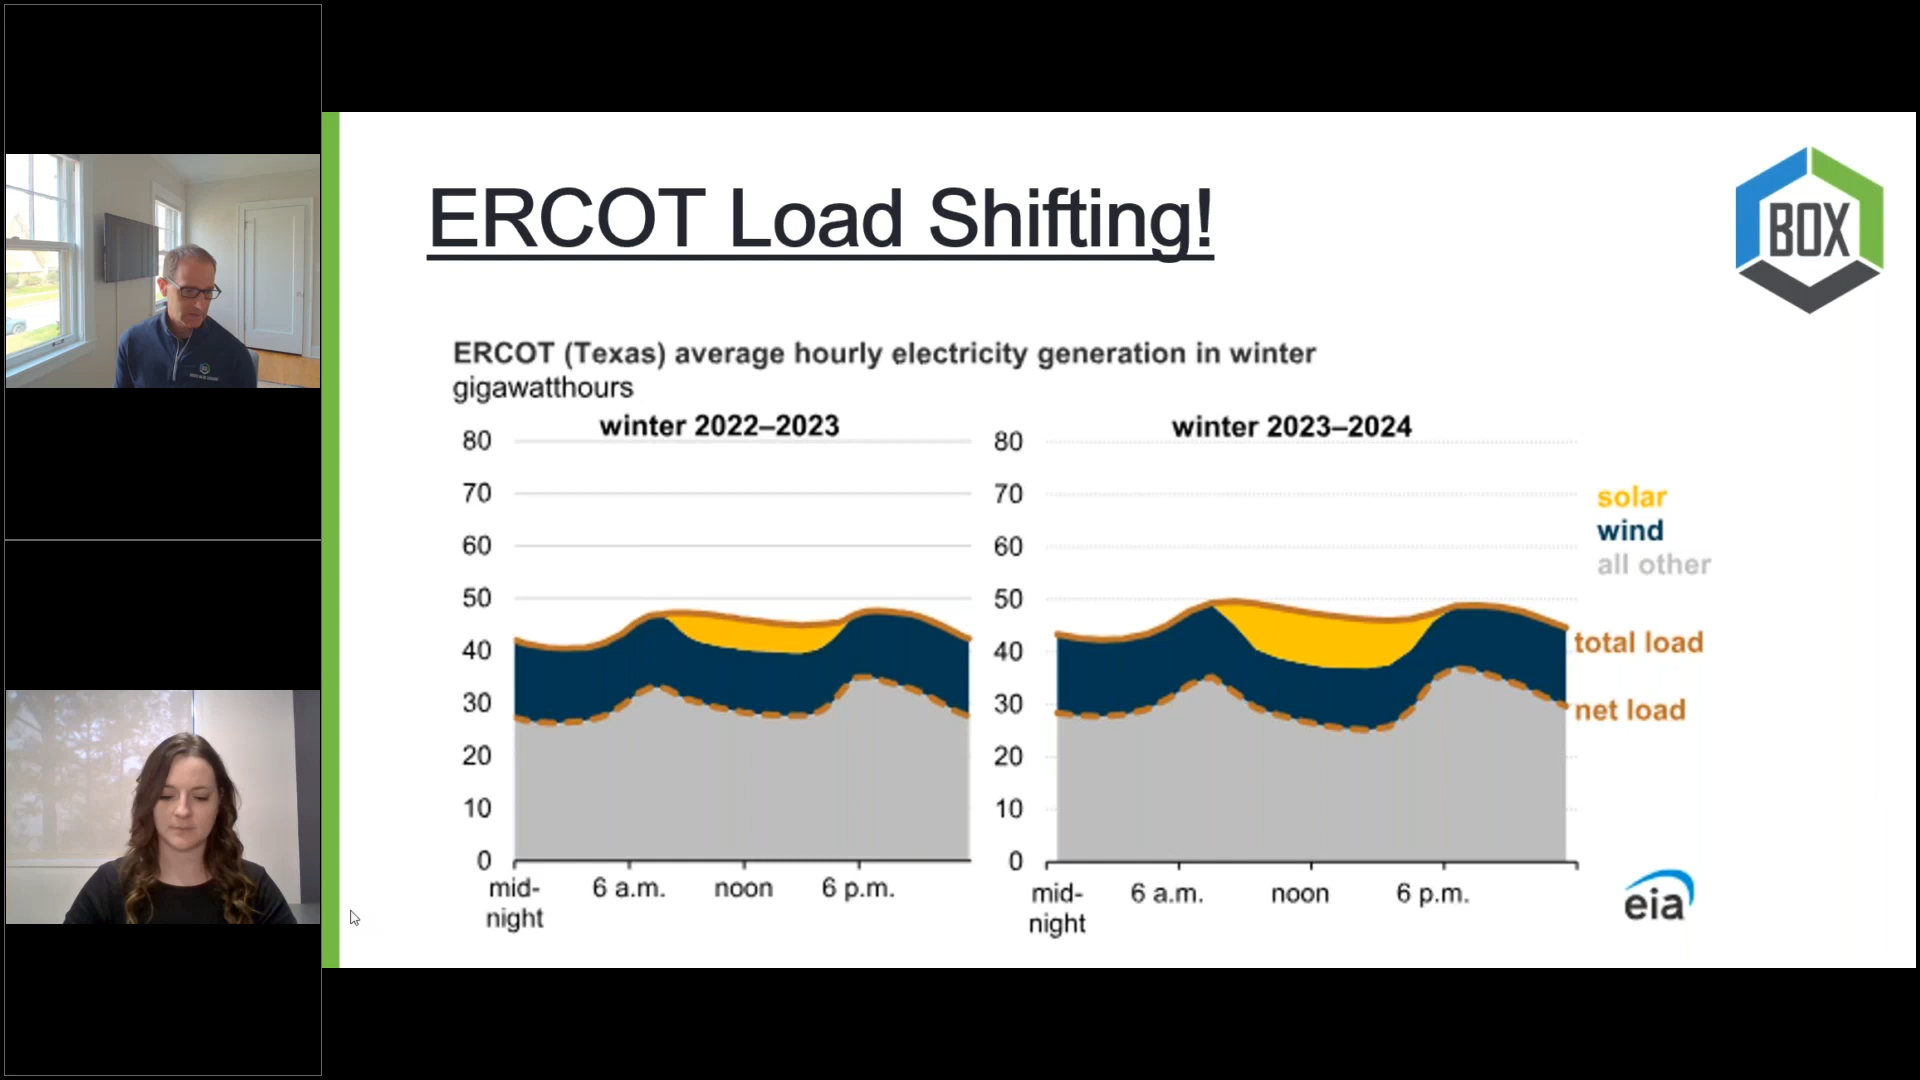 ERCOT Load Shifting!
BOX
ERCOT (Texas) average hourly electricity generation in winter
gigawatthours
winter 2022–2023
80
70
60
50
40
30
20
10
0
mid-
night
6 a.m.
noon
6 p.m.
winter 2023–2024
80
70
60
50
40
30
20
10
0
mid-
night
6 a.m.
noon
6 p.m.
solar
wind
all other
total load
net load
eia